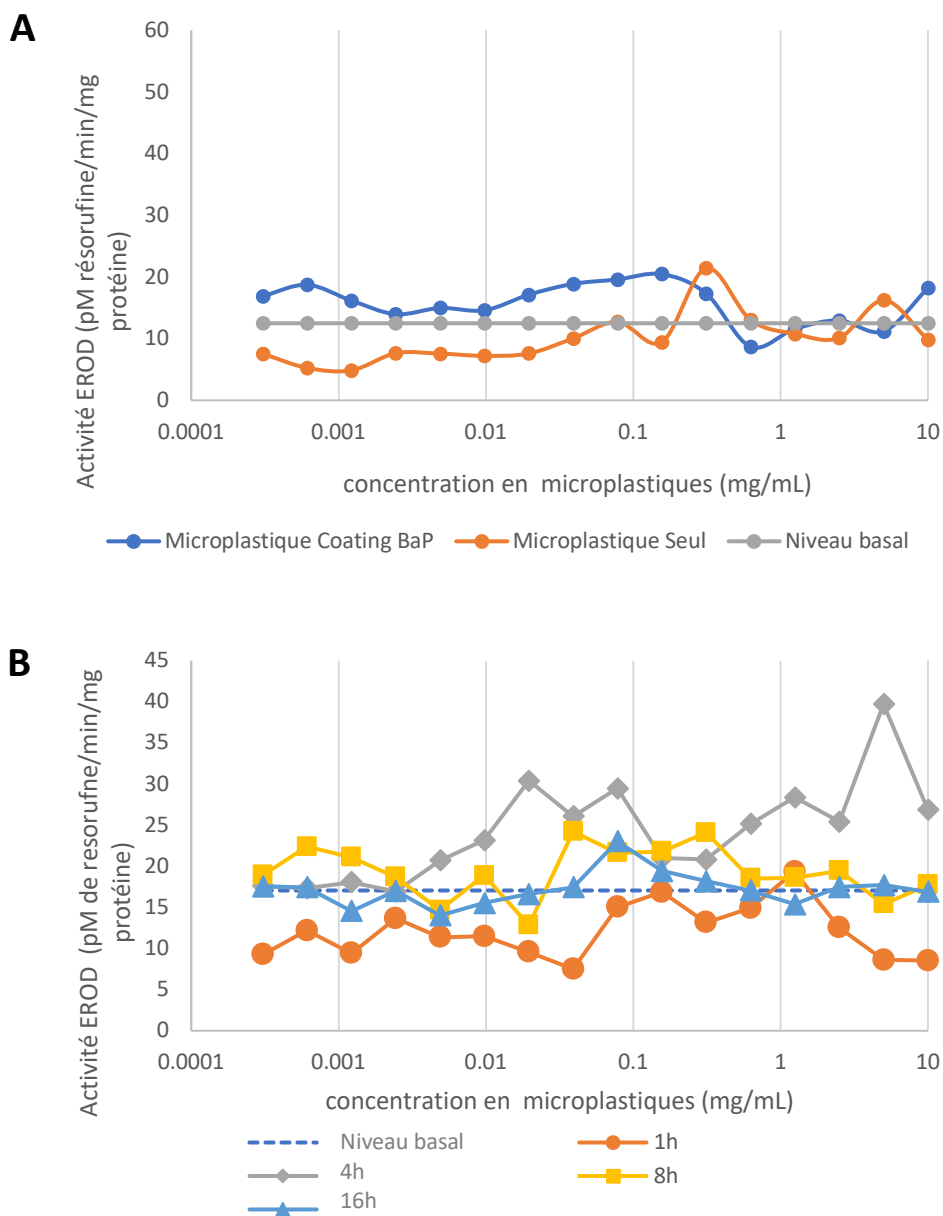 A
60
50
40
30
20
10
0
0.0001 0.001 0.01 0.1 1 10
Activité EROD (pM résorufine/min/mg
protéine)
concentration en microplastiques (mg/mL)
Microplastique Coating BaP Microplastique Seul Niveau basal
B
45
40
35
30
25
20
15
10
5
0
0.0001 0.001 0.01 0.1 1 10
Activité EROD (pM de resorufne/min/mg
protéine)
concentration en microplastiques (mg/mL)
Niveau basal 1h
4h 8h
16h